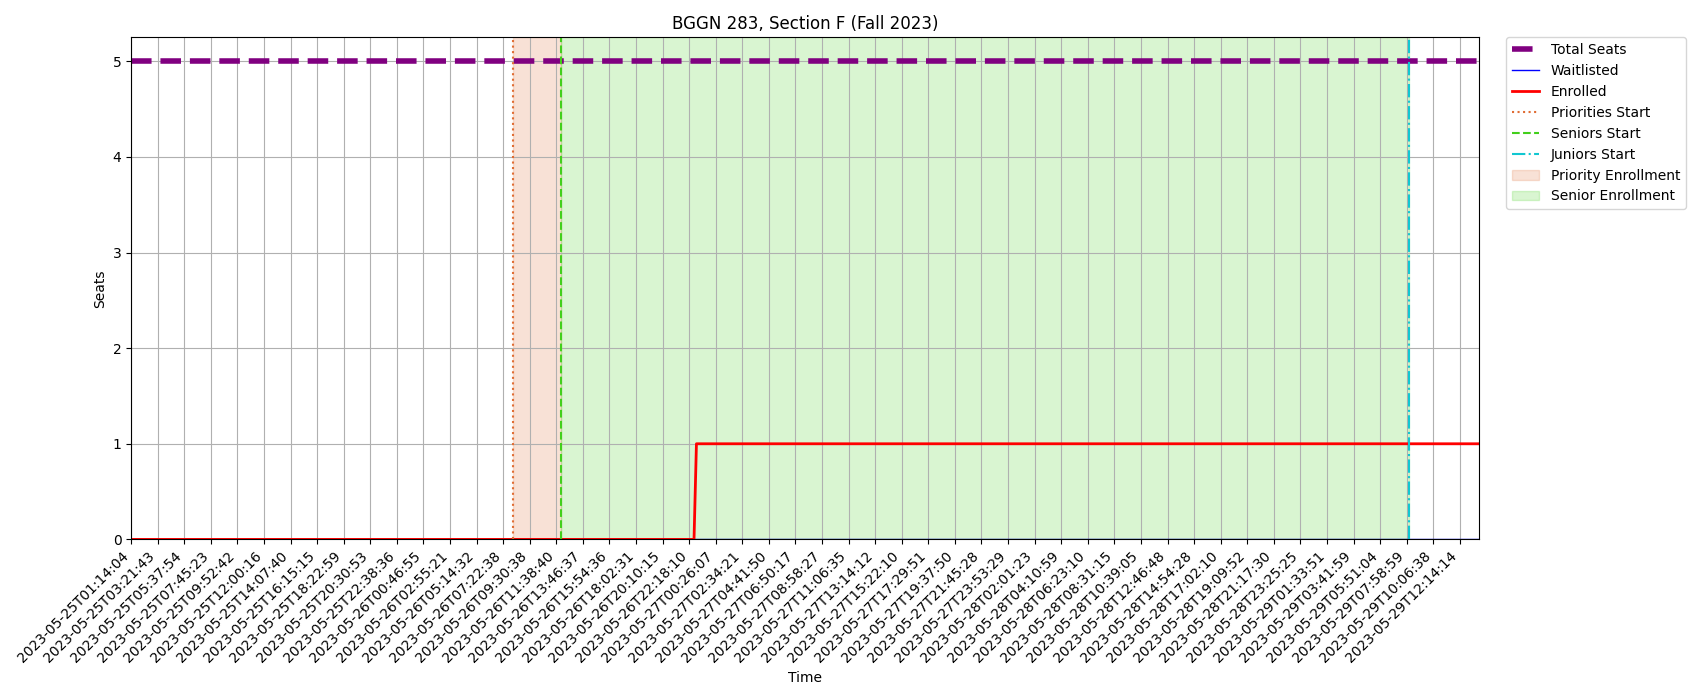 BGGN 283, Section F (Fall 2023)
Total Seats
Waitlisted
Enrolled
Priorities Start
Seniors Start
Juniors Start
Priority Enrollment
Senior Enrollment
Seats
5
4
3
2
1
0
2023-05-25T01:14:04
2023-05-25T03:21:43
2023-05-25T05:37:54
2023-05-25T07:45:23
2023-05-25T09:52:42
2023-05-25T12:00:16
2023-05-25T14:07:40
2023-05-25T16:15:15
2023-05-25T18:22:59
2023-05-25T20:30:53
2023-05-25T22:38:36
2023-05-26T00:46:55
2023-05-26T02:55:21
2023-05-26T05:14:32
2023-05-26T07:22:38
2023-05-26T09:30:38
2023-05-26T11:38:40
2023-05-26T13:46:37
2023-05-26T15:54:36
2023-05-26T18:02:31
2023-05-26T20:10:15
2023-05-26T22:18:10
2023-05-27T00:26:07
2023-05-27T02:34:21
2023-05-27T04:41:50
2023-05-27T06:50:17
2023-05-27T08:58:27
2023-05-27T11:06:35
2023-05-27T13:14:12
2023-05-27T15:22:10
2023-05-27T17:29:51
2023-05-27T19:37:50
2023-05-27T21:45:28
2023-05-27T23:53:29
2023-05-28T02:01:23
2023-05-28T04:10:59
2023-05-28T06:23:10
2023-05-28T08:31:15
2023-05-28T10:39:05
2023-05-28T12:46:48
2023-05-28T14:54:28
2023-05-28T17:02:10
2023-05-28T19:09:52
2023-05-28T21:17:30
2023-05-28T23:25:25
2023-05-29T01:33:51
2023-05-29T03:41:59
2023-05-29T05:51:04
2023-05-29T07:58:59
2023-05-29T10:06:38
2023-05-29T12:14:14
Time